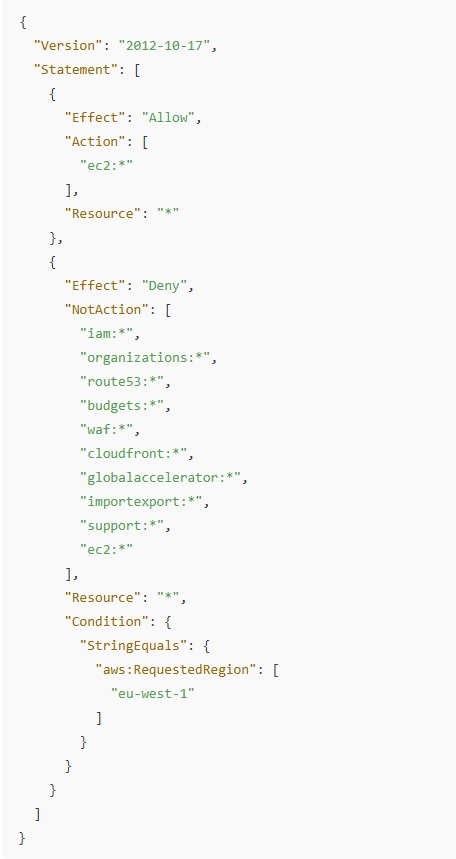 {
  "Version": "2012-10-17",
  "Statement": [
    {
      "Effect": "Allow",
      "Action": [
        "ec2:*"
      ],
      "Resource": "*"
    },
    {
      "Effect": "Deny",
      "NotAction": [
        "iam:*",
        "organizations:*",
        "route53:*",
        "budgets:*",
        "waf:*",
        "cloudfront:*",
        "globalaccelerator:*",
        "importexport:*",
        "support:*",
        "ec2:*"
      ],
      "Resource": "*",
      "Condition": {
        "StringEquals": {
          "aws:RequestedRegion": [
            "eu-west-1"
          ]
        }
      }
    }
  ]
}